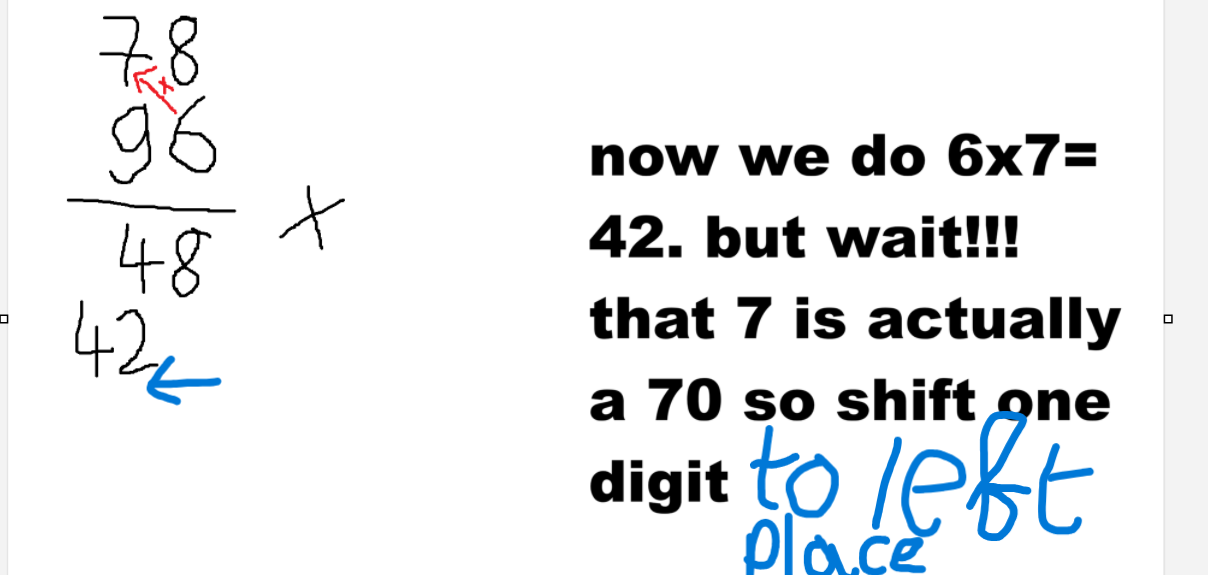 78
x
96
x
48
42
now we do 6x7=
42. but wait!!!
that 7 is actually
a 70 so shift one
digit to left
place